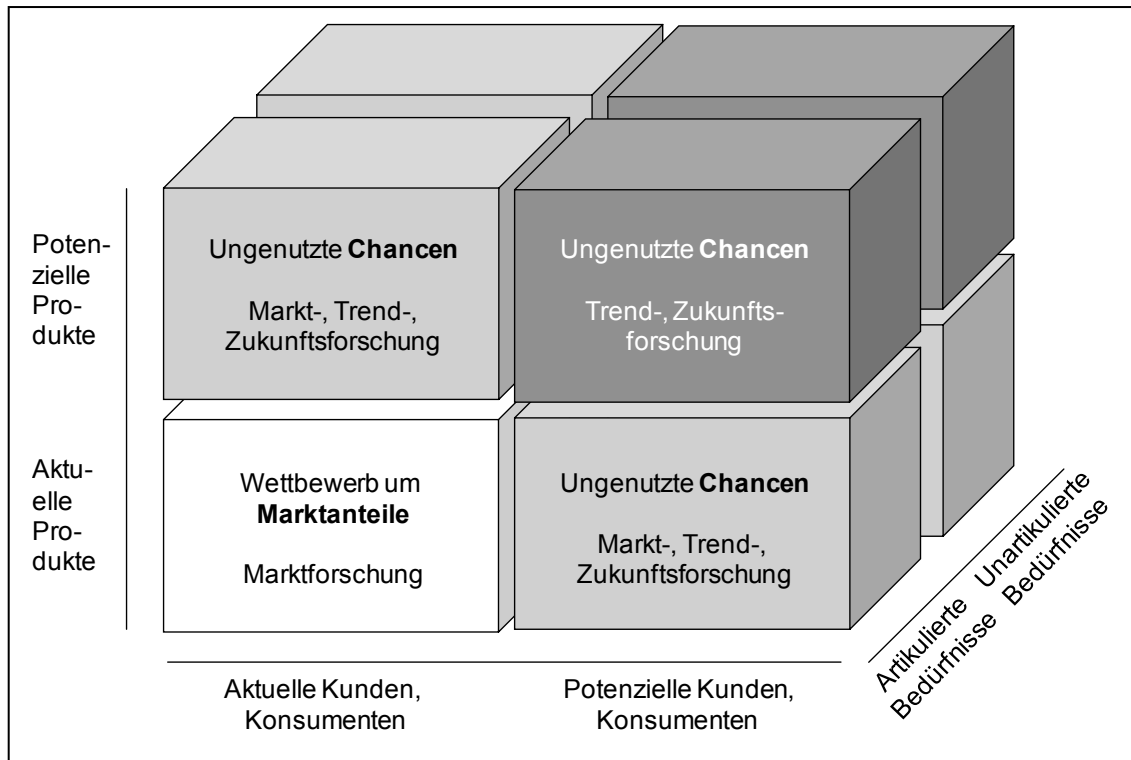 Poten-
zielle
Pro-
dukte
Ungenutzte Chancen
Markt-, Trend-,
Zukunftsforschung
Ungenutzte Chancen
Trend-, Zukunfts-
forschung
Aktu-
elle
Pro-
dukte
Wettbewerb um
Marktanteile
Marktforschung
Ungenutzte Chancen
Markt-, Trend-,
Zukunftsforschung
Aktuelle Kunden,
Konsumenten
Potenzielle Kunden,
Konsumenten
Artikulierte
Bedürfnisse
Unartikulierte
Bedürfnisse